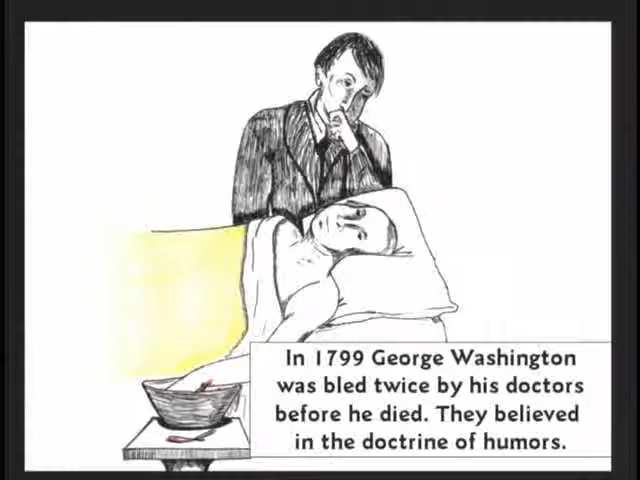 In 1799 George Washington
was bled twice by his doctors
before he died. They believed
in the doctrine of humors.